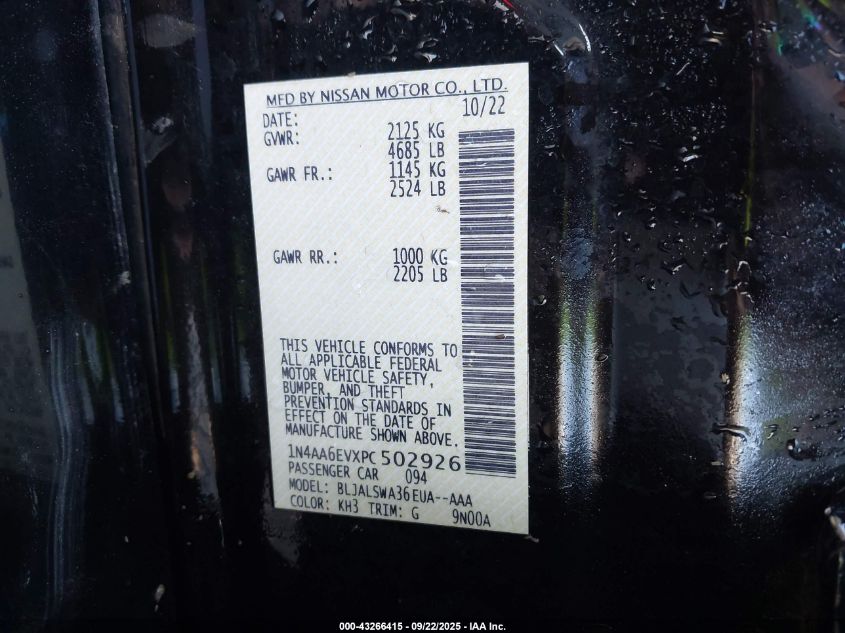 MFD BY NISSAN MOTOR CO., LTD.
DATE: 10/22
GVWR: 2125 KG
4685 LB
GAWR FR.: 1145 KG
2524 LB
GAWR RR.: 1000 KG
2205 LB
THIS VEHICLE CONFORMS TO
ALL APPLICABLE FEDERAL
MOTOR VEHICLE SAFETY,
BUMPER, AND THEFT
PREVENTION STANDARDS IN
EFFECT ON THE DATE OF
MANUFACTURE SHOWN ABOVE.
1N4AA6EVXPC502926
PASSENGER CAR 094
MODEL: BLJALSWA36EUA--AAA
COLOR: KH3 TRIM: G 9N00A
000-43266415 - 09/22/2025 - IAA Inc.